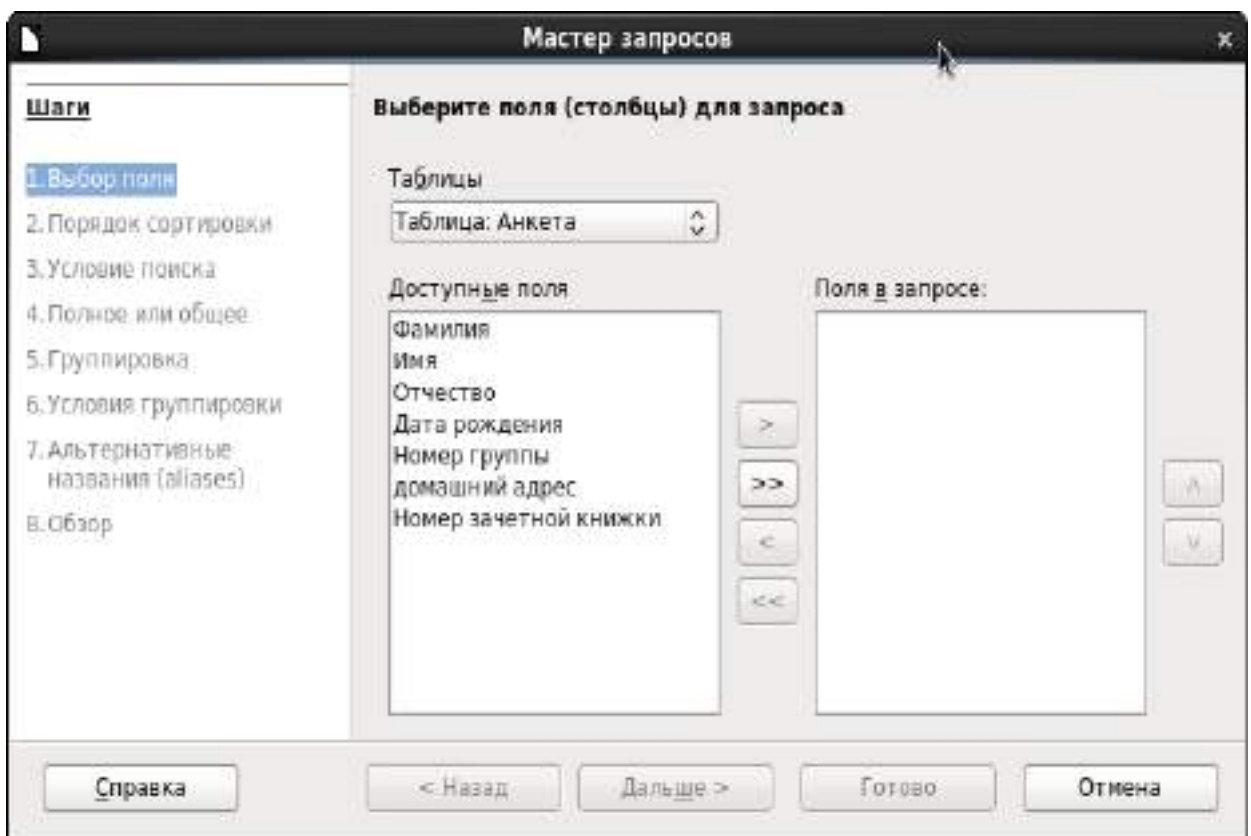 Мастер запросов
x
Шаги
1. Выбор поля
2. Порядок сортировки
3. Условие поиска
4. Полное или общее
5. Группировка
6. Условия группировки
7. Альтернативные
названия (aliases)
8. Обзор
Выберите поля (столбцы) для запроса
Таблицы
Таблица: Анкета
Доступные поля
Фамилия
Имя
Отчество
Дата рождения
Номер группы
домашний адрес
Номер зачетной книжки
>
>>
<
<<
Поля в запросе:
∧
∨
Справка
< Назад
Дальше >
Готово
Отмена